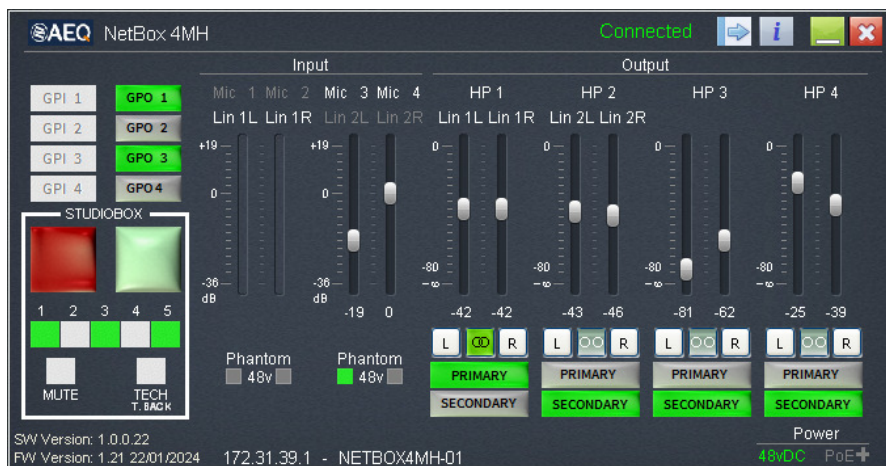 AEQ NetBox 4MH Connected i
Input Output
GPI 1 GPO 1 Mic 1 Mic 2 Mic 3 Mic 4 HP 1 HP 2 HP 3 HP 4
GPI 2 GPO 2 Lin 1L Lin 1R Lin 2L Lin 2R Lin 1L Lin 1R Lin 2L Lin 2R
GPI 3 GPO 3 +19 +19 0 0 0 0
GPI 4 GPO 4 0 0
STUDIOBOX
-80 -80 -80 -80
-36 -36 -∞ -∞ -∞ -∞
dB dB
1 2 3 4 5 -19 0 -42 -42 -43 -46 -81 -62 -25 -39
L R L R L R L R
Phantom Phantom
48v 48v
PRIMARY PRIMARY PRIMARY PRIMARY
MUTE TECH
T. BACK
SECONDARY SECONDARY SECONDARY SECONDARY
SW Version: 1.0.0.22 Power
FW Version: 1.21 22/01/2024 172.31.39.1 - NETBOX4MH-01 48vDC PoE+